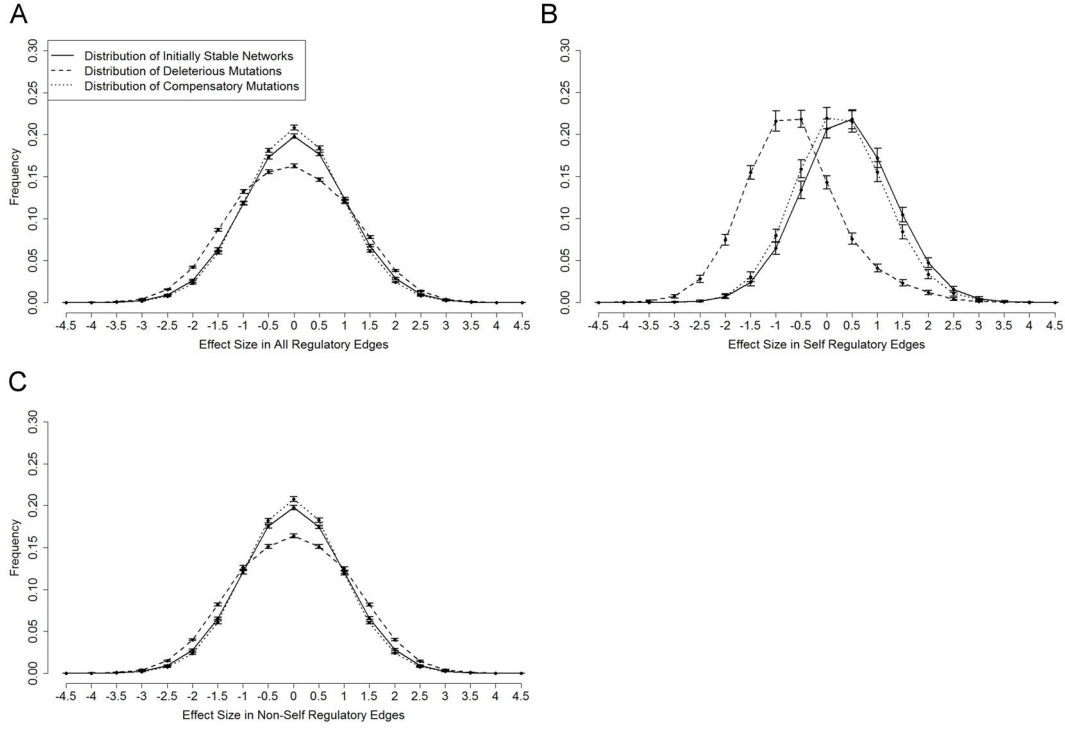 A
0.30
0.25
0.20
0.15
0.10
0.05
0.00
Frequency
Distribution of Initially Stable Networks
Distribution of Deleterious Mutations
Distribution of Compensatory Mutations
-4.5 -4 -3.5 -3 -2.5 -2 -1.5 -1 -0.5 0 0.5 1 1.5 2 2.5 3 3.5 4 4.5
Effect Size in All Regulatory Edges
B
0.30
0.25
0.20
0.15
0.10
0.05
0.00
-4.5 -4 -3.5 -3 -2.5 -2 -1.5 -1 -0.5 0 0.5 1 1.5 2 2.5 3 3.5 4 4.5
Effect Size in Self Regulatory Edges
C
0.30
0.25
0.20
0.15
0.10
0.05
0.00
Frequency
-4.5 -4 -3.5 -3 -2.5 -2 -1.5 -1 -0.5 0 0.5 1 1.5 2 2.5 3 3.5 4 4.5
Effect Size in Non-Self Regulatory Edges